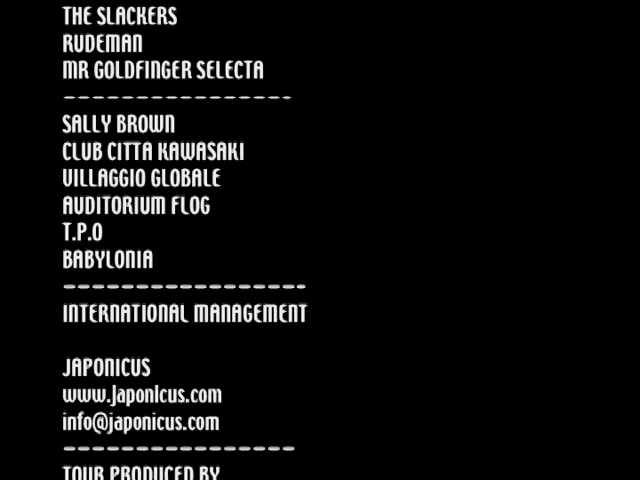 THE SLACKERS
RUDEMAN
MR GOLDFINGER SELECTA
----------------
SALLY BROWN
CLUB CITTA KAWASAKI
VILLAGGIO GLOBALE
AUDITORIUM FLOG
T.P.O
BABYLONIA
-----------------
INTERNATIONAL MANAGEMENT
JAPONICUS
www.japonicus.com
info@japonicus.com
----------------
TOUR PRODUCED BY